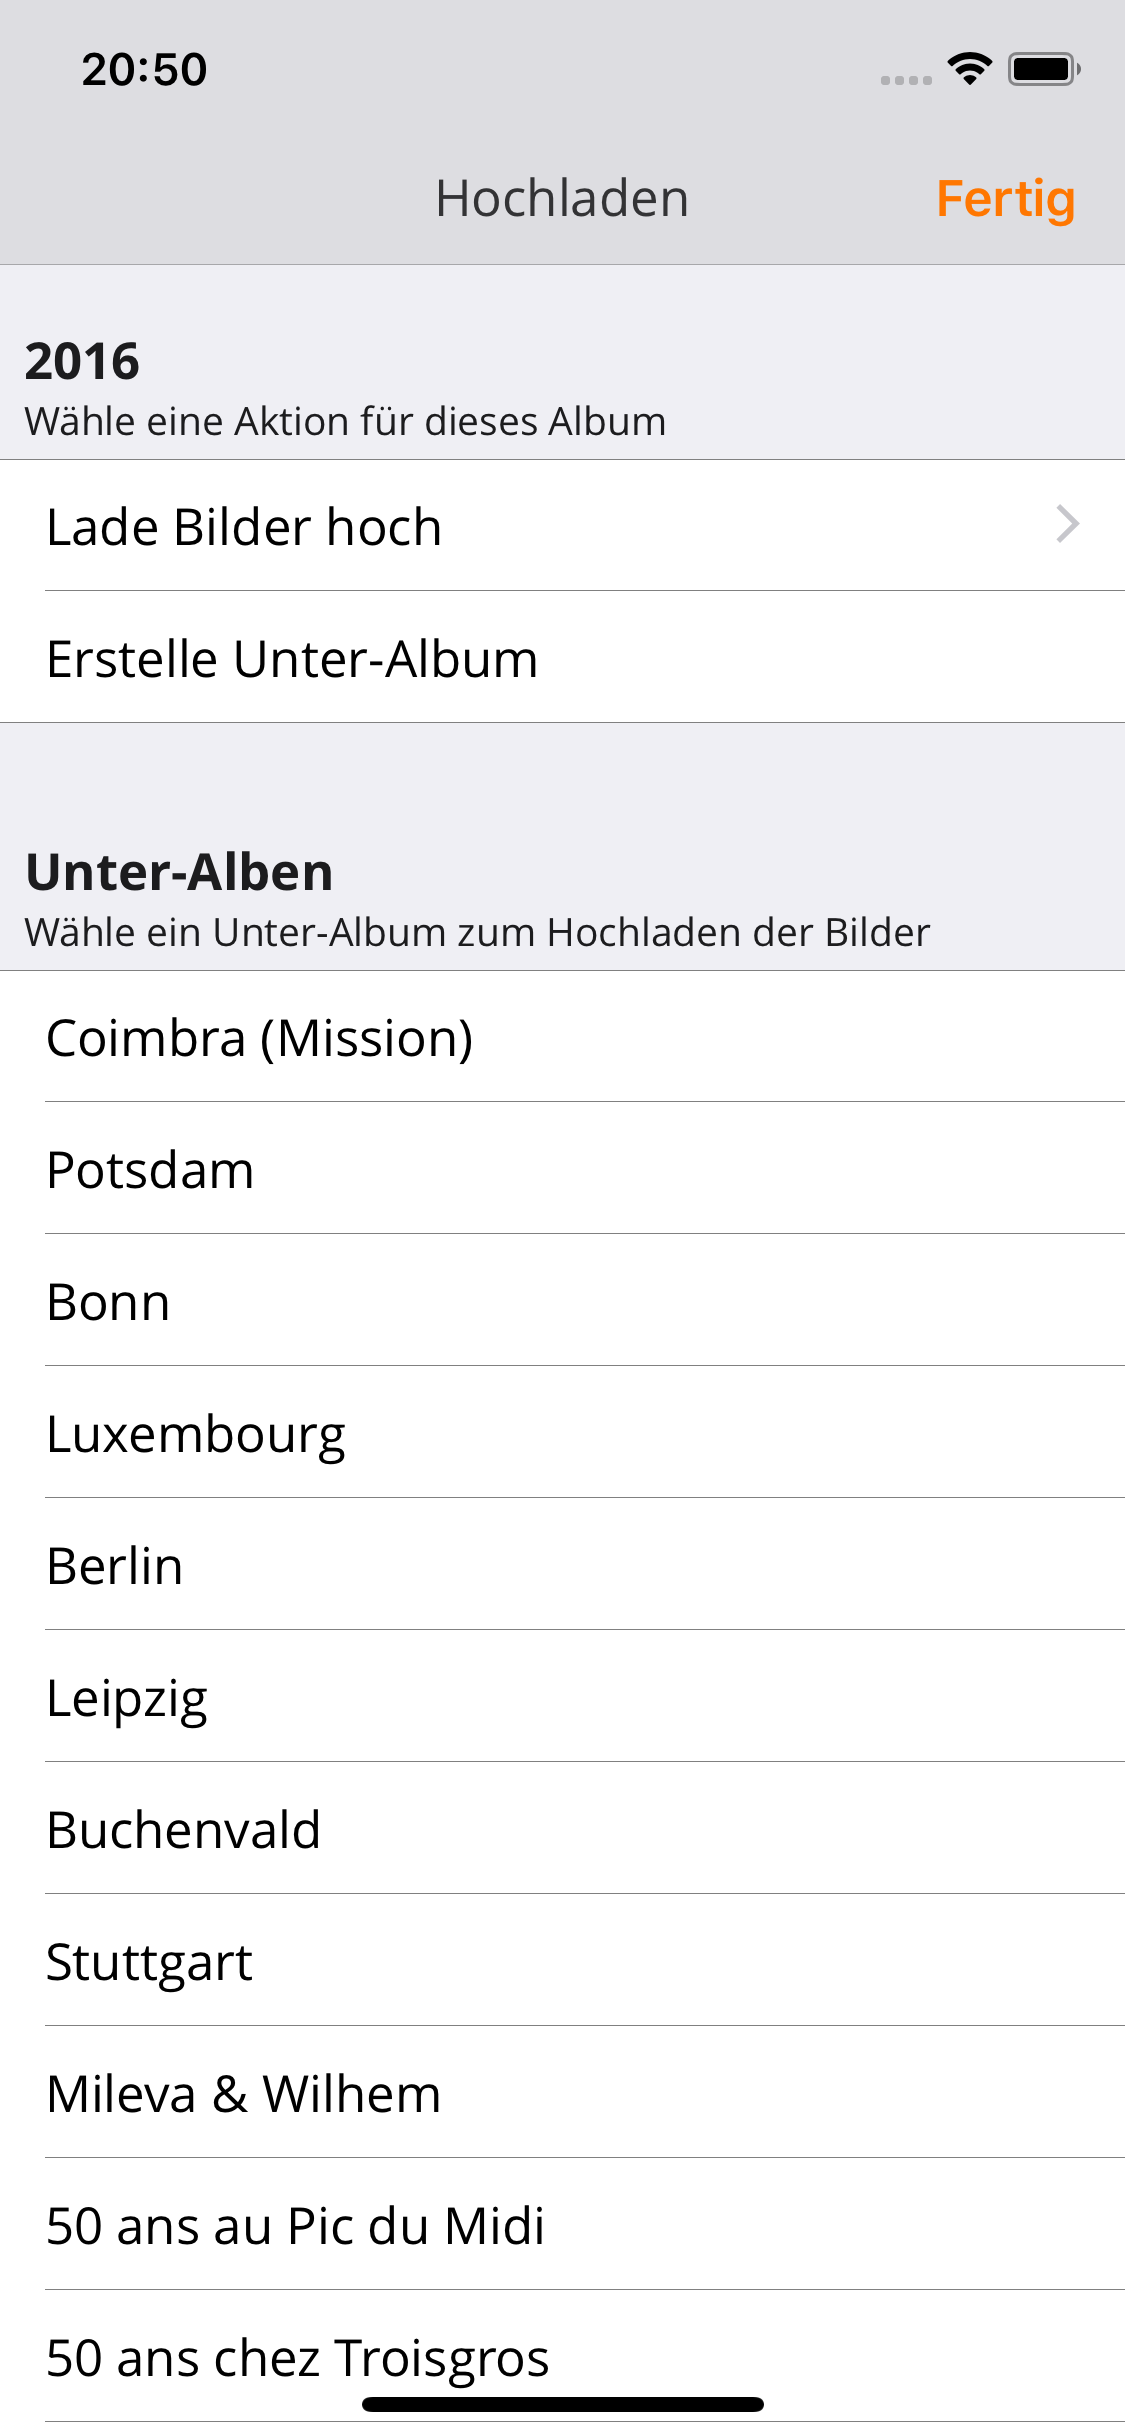 20:50
Hochladen
Fertig
2016
Wähle eine Aktion für dieses Album
Lade Bilder hoch
Erstelle Unter-Album
Unter-Alben
Wähle ein Unter-Album zum Hochladen der Bilder
Coimbra (Mission)
Potsdam
Bonn
Luxembourg
Berlin
Leipzig
Buchenvald
Stuttgart
Mileva & Wilhem
50 ans au Pic du Midi
50 ans chez Troisgros